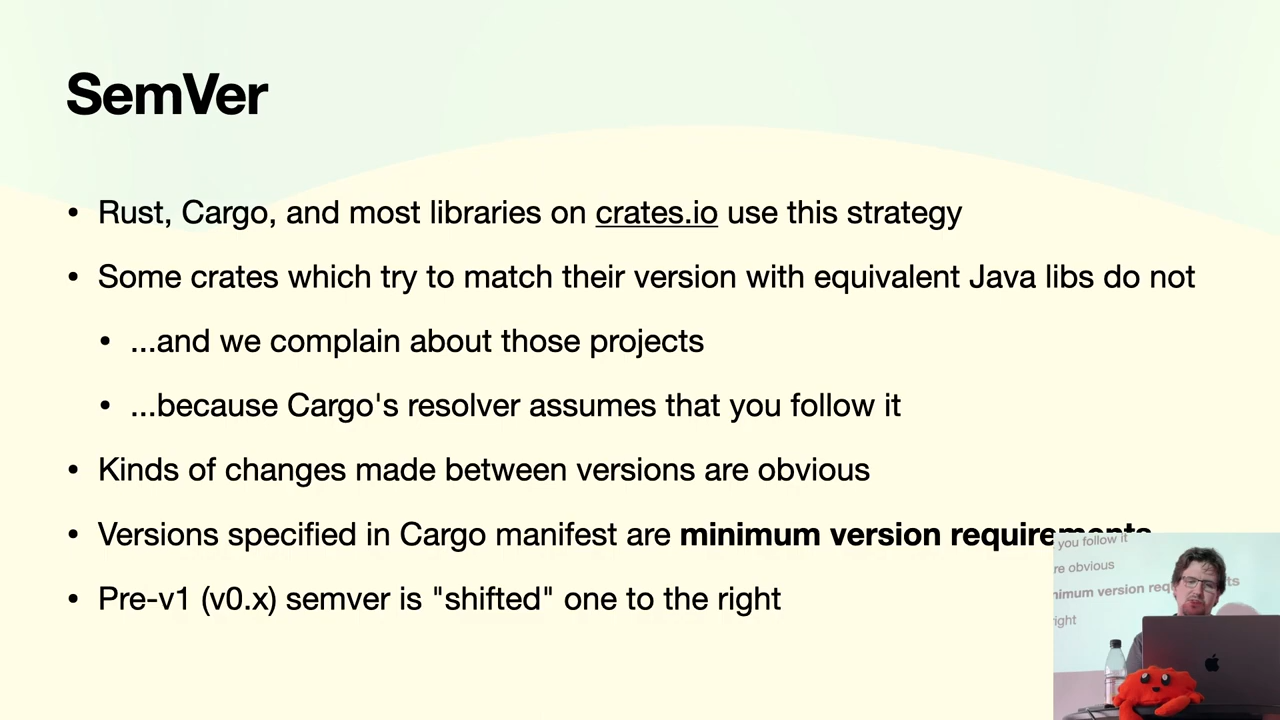 SemVer
• Rust, Cargo, and most libraries on crates.io use this strategy
• Some crates which try to match their version with equivalent Java libs do not
• ...and we complain about those projects
• ...because Cargo's resolver assumes that you follow it
• Kinds of changes made between versions are obvious
• Versions specified in Cargo manifest are minimum version requirements
• Pre-v1 (v0.x) semver is "shifted" one to the right
you follow it
re obvious
nimum version req
right